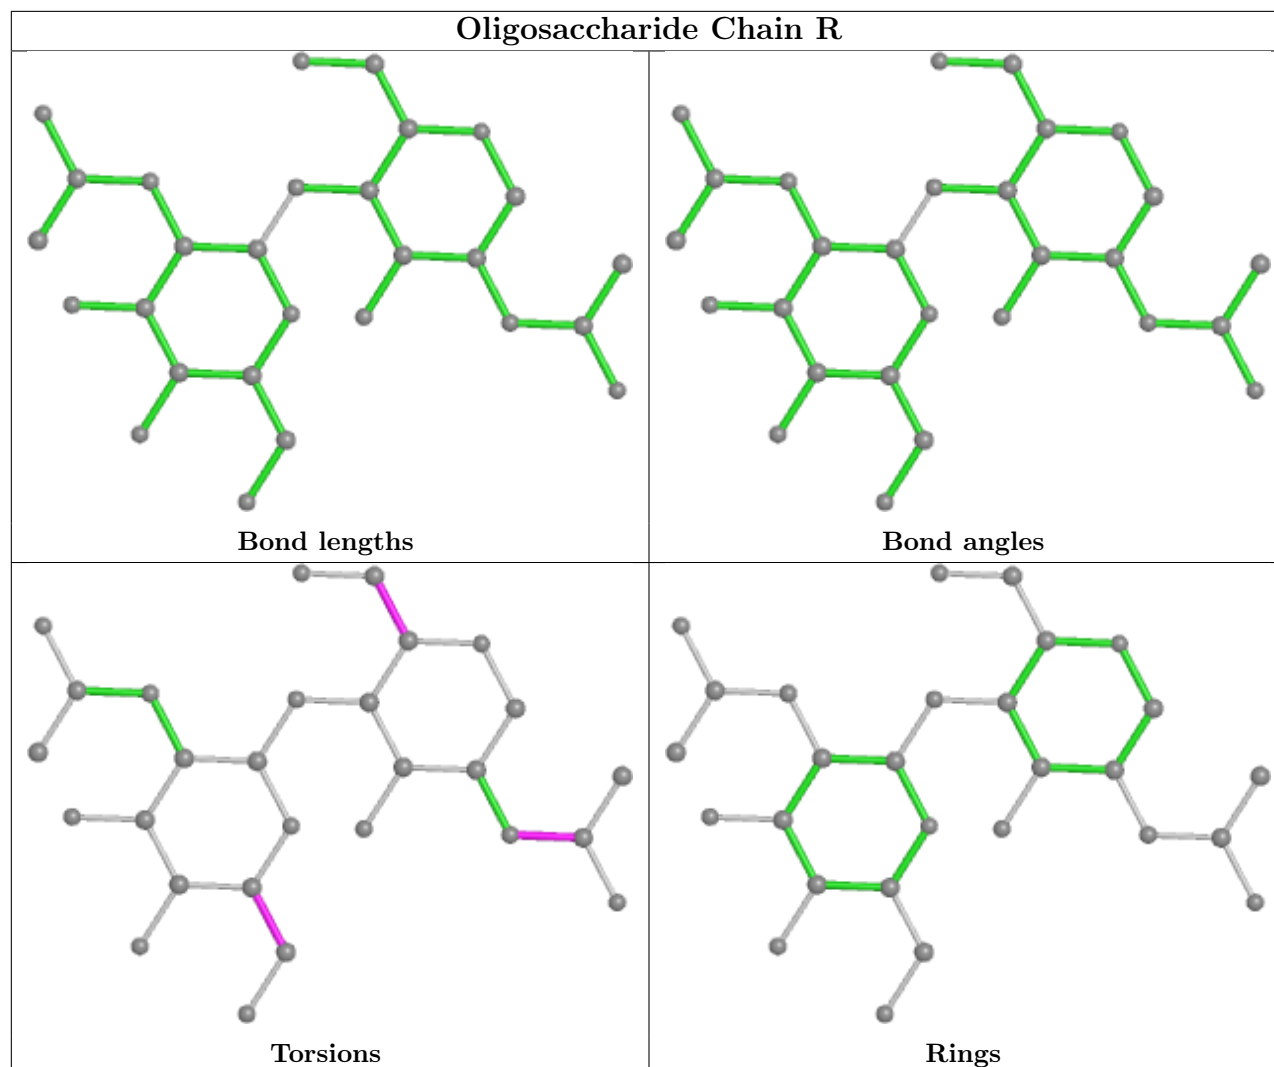 Oligosaccharide Chain R
Bond lengths
Bond angles
Torsions
Rings